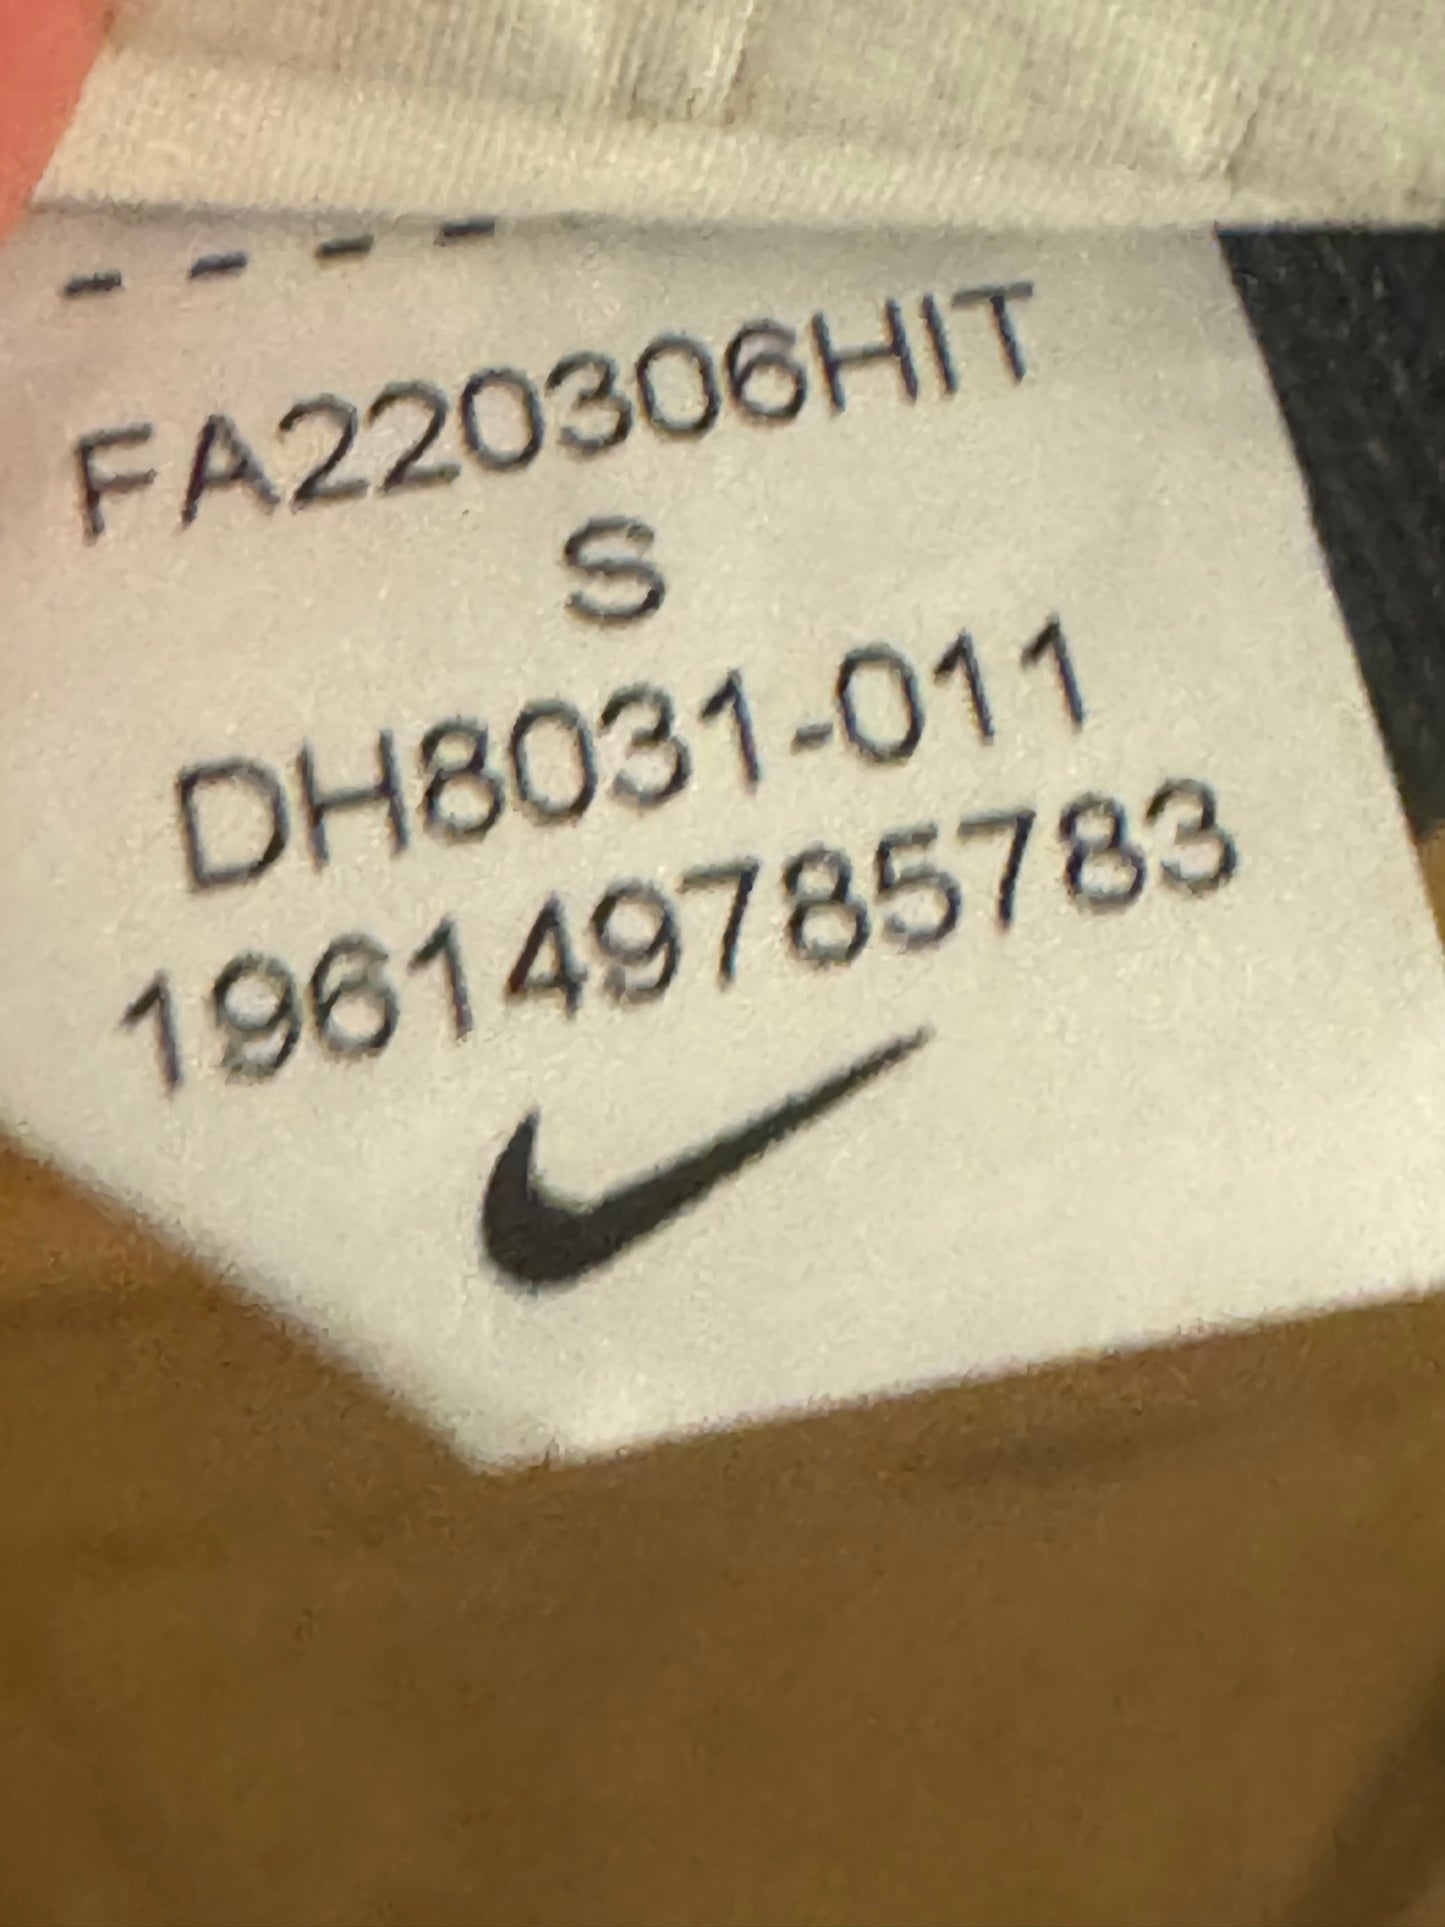 - - - -
FA220306HIT
S
DH8031-011
196149785783